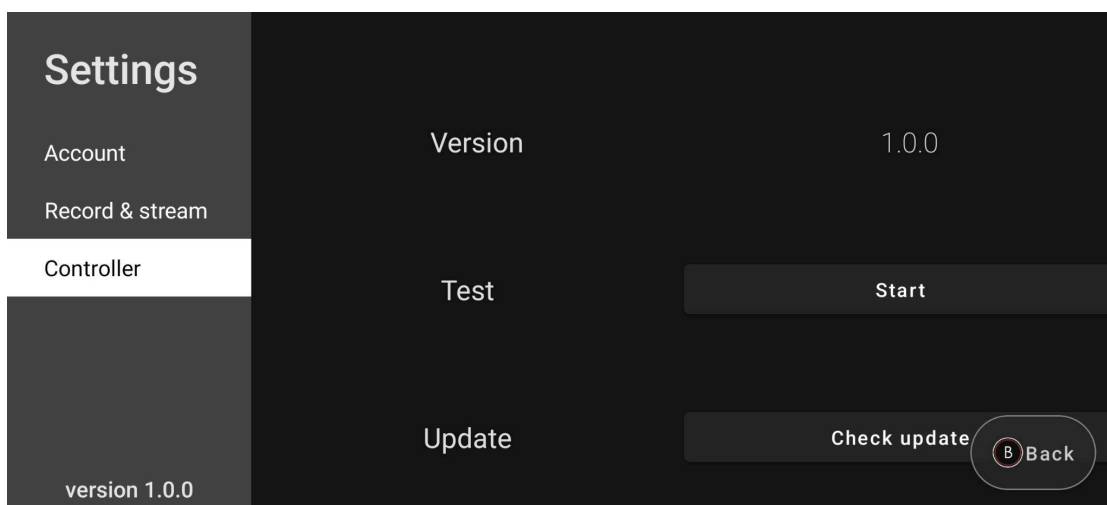 Settings
Account
Record & stream
Controller
version 1.0.0
Version 1.0.0
Test Start
Update Check update
B Back